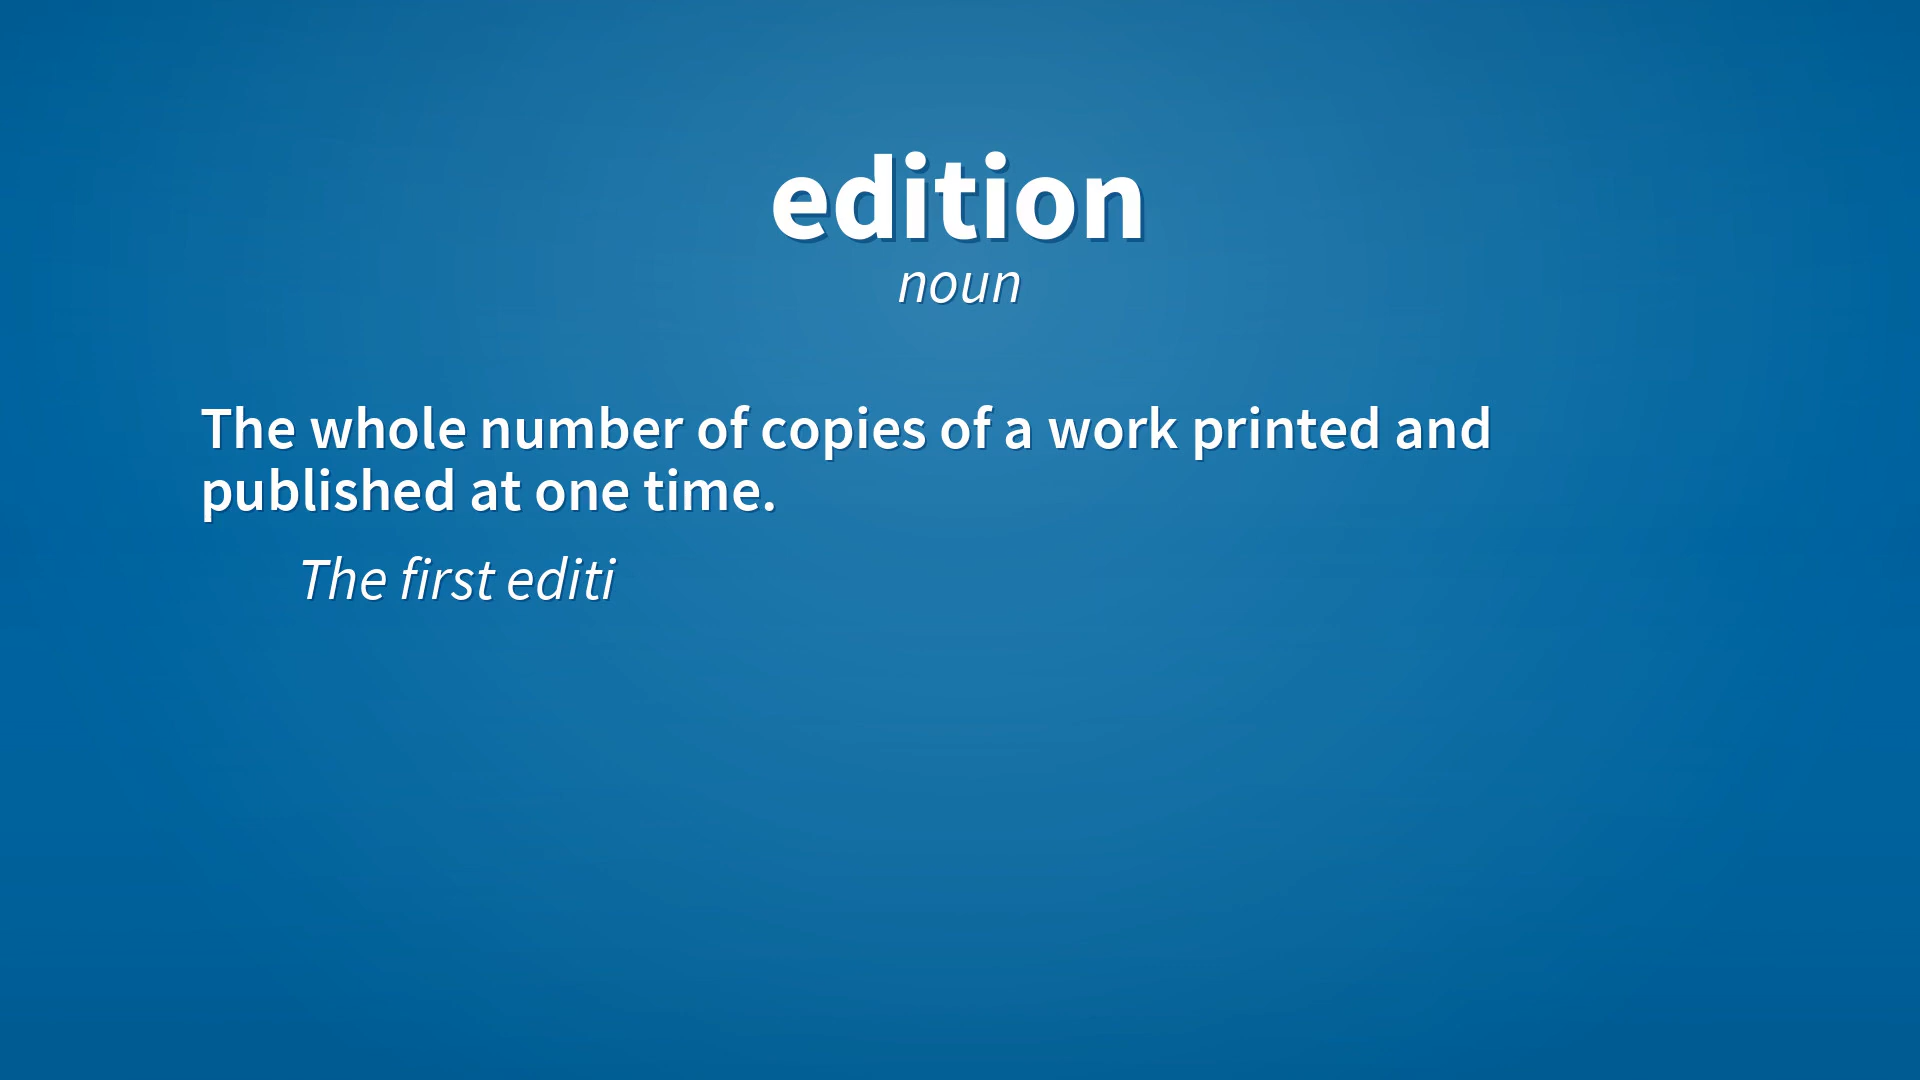 edition
noun
The whole number of copies of a work printed and
published at one time.
The first editi